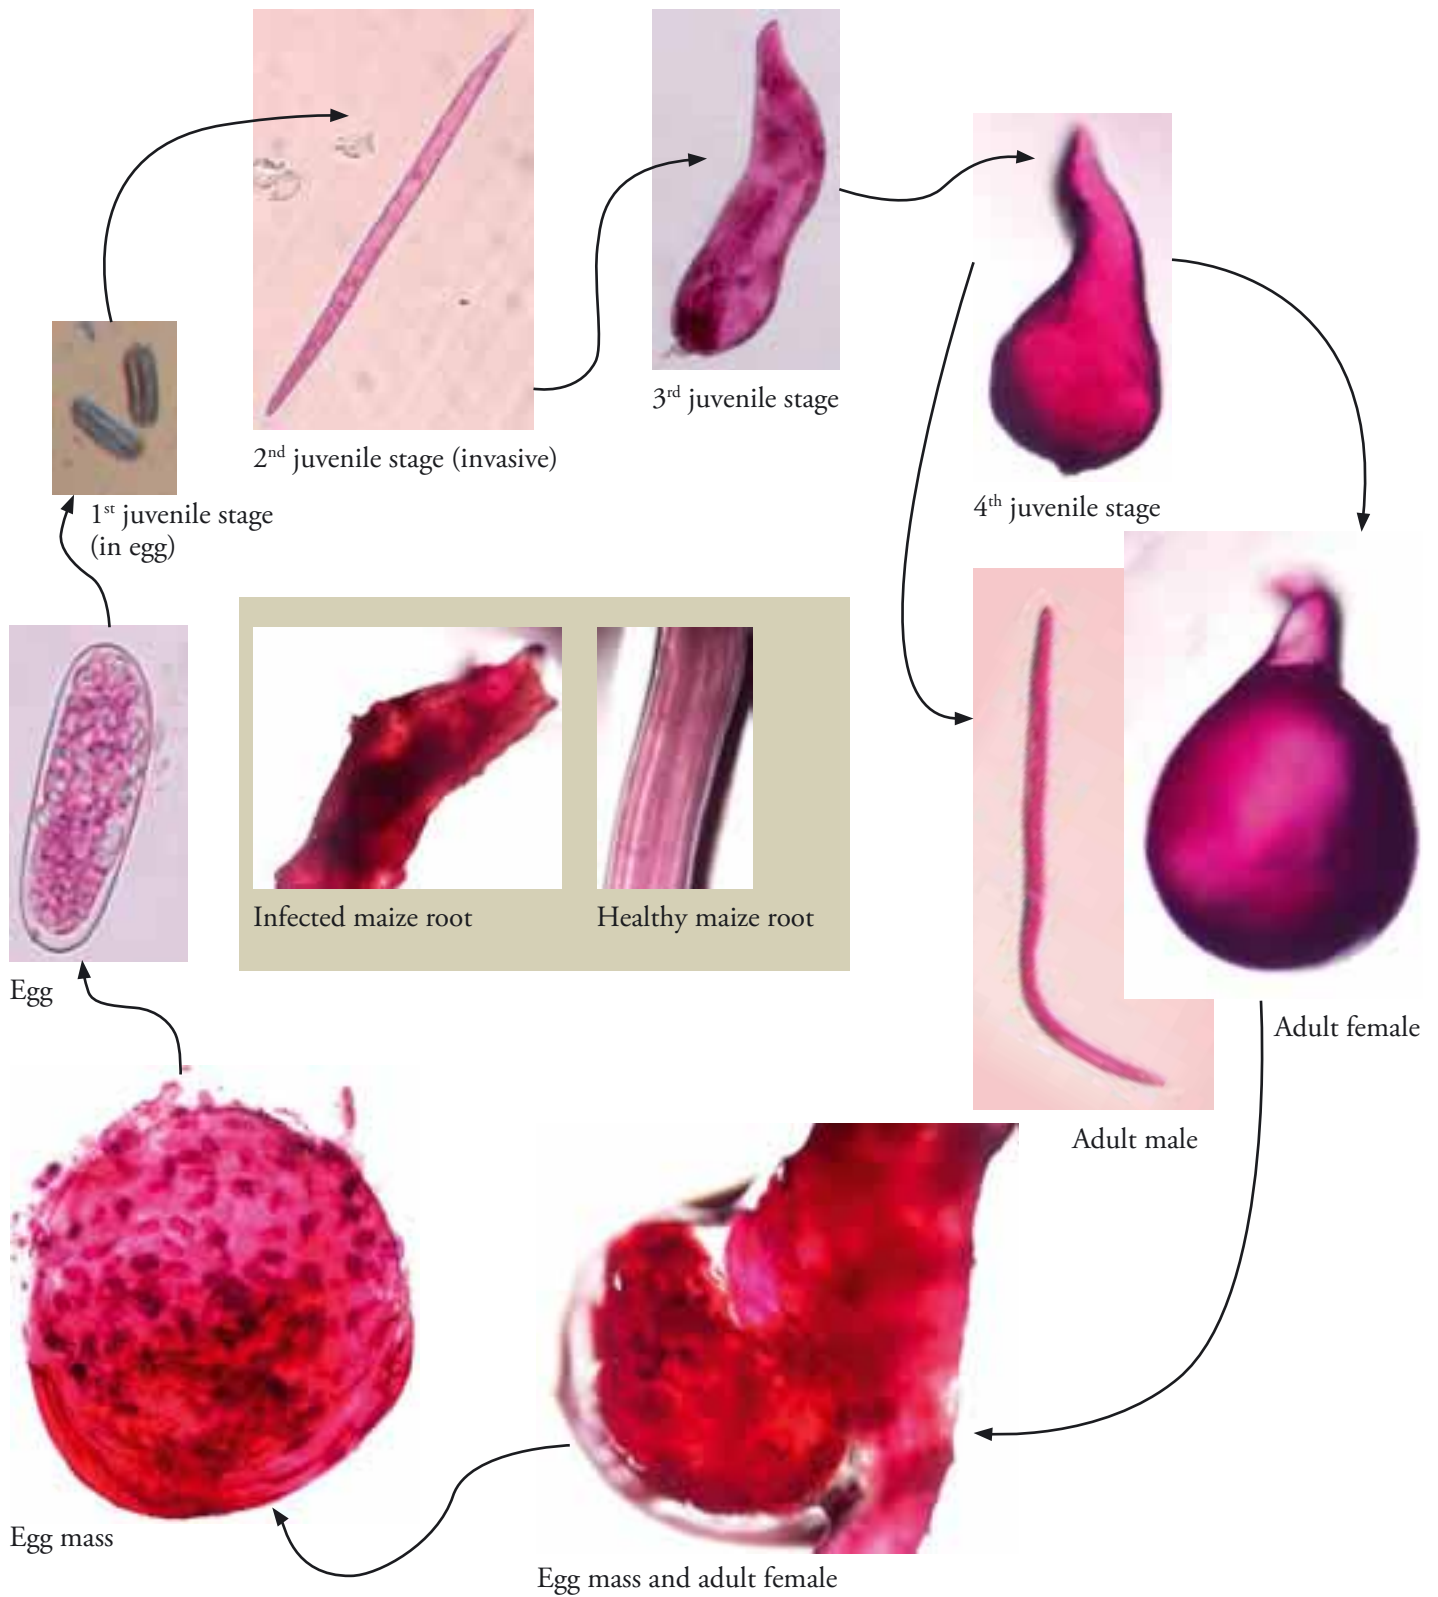 2nd juvenile stage (invasive)
3rd juvenile stage
4th juvenile stage
1st juvenile stage
(in egg)
Infected maize root
Healthy maize root
Egg
Adult female
Adult male
Egg mass
Egg mass and adult female